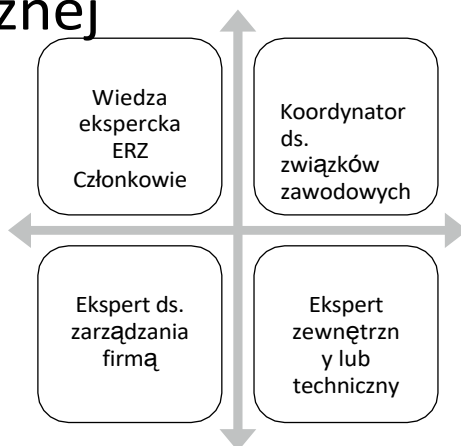 znej
Wiedza
ekspercka
ERZ
Członkowie
Koordynator
ds.
związków
zawodowych
Ekspert ds.
zarządzania
firmą
Ekspert
zewnętrzn
y lub
techniczny